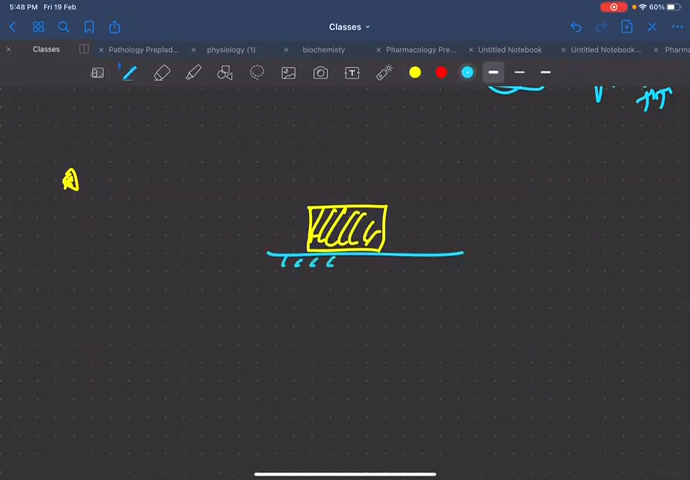 5:48 PM Fri 19 Feb
60%
Classes
Classes
Pathology Preplad...
physiology (1)
biochemisty
Pharmacology Pre...
Untitled Notebook
Untitled Notebook...
Pharma
T